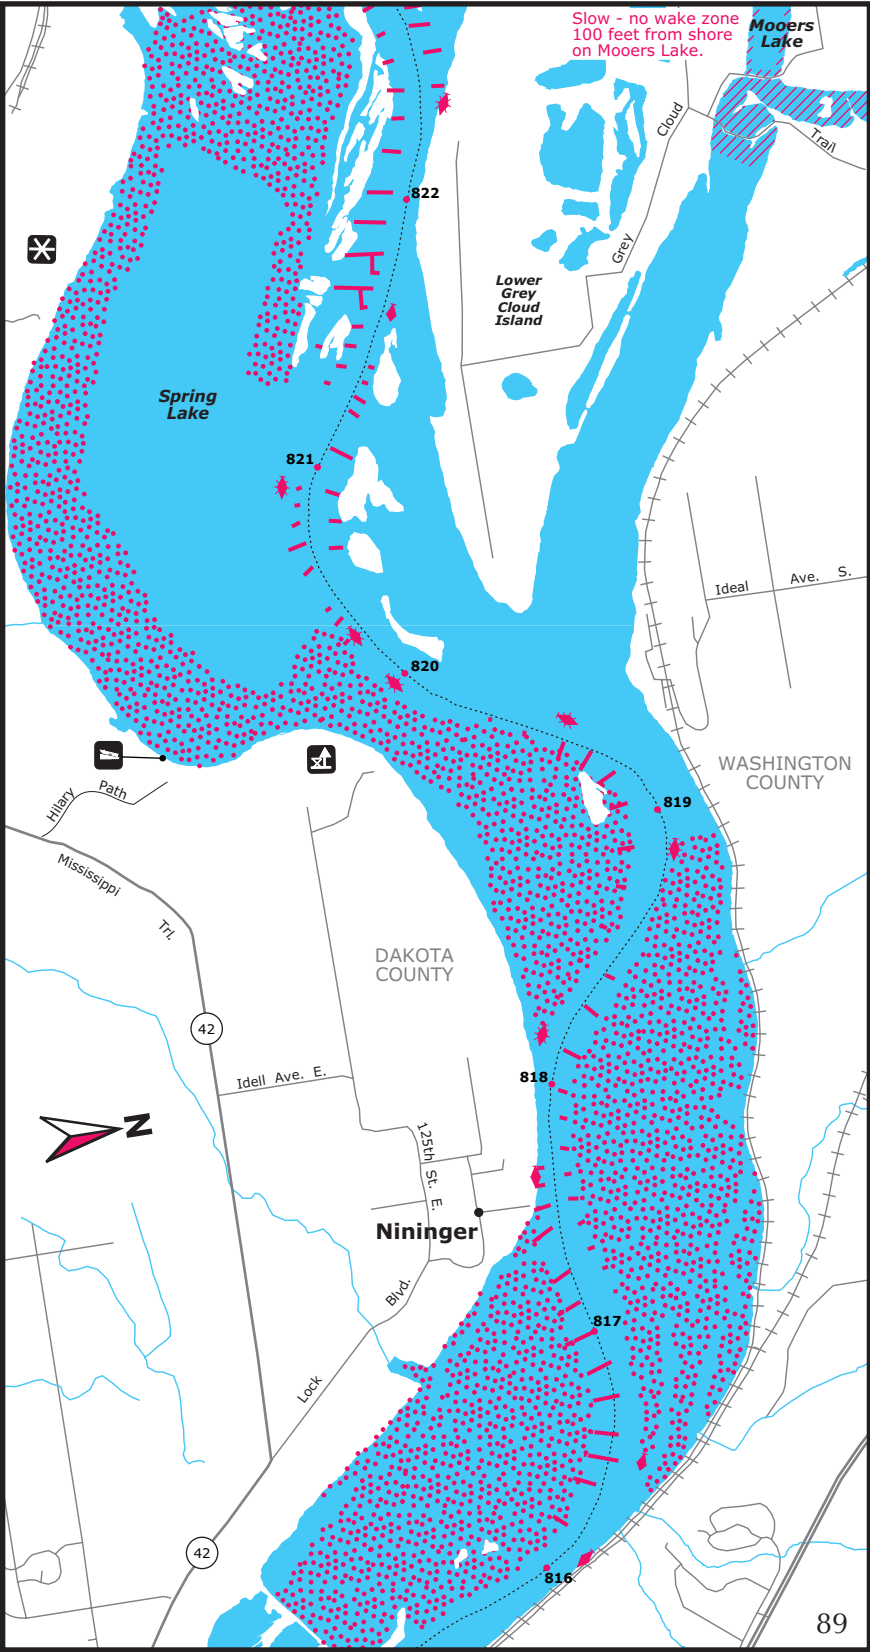 Slow - no wake zone
100 feet from shore
on Mooers Lake.
Mooers
Lake
Cloud
Trail
822
Grey
Lower
Grey
Cloud
Island
Spring
Lake
821
Ideal Ave. S.
820
WASHINGTON
COUNTY
Hilary Path
819
Mississippi
Trl.
DAKOTA
COUNTY
42
818
Idell Ave. E.
N
125th St. E.
Nininger
Blvd.
817
Lock
42
816
89